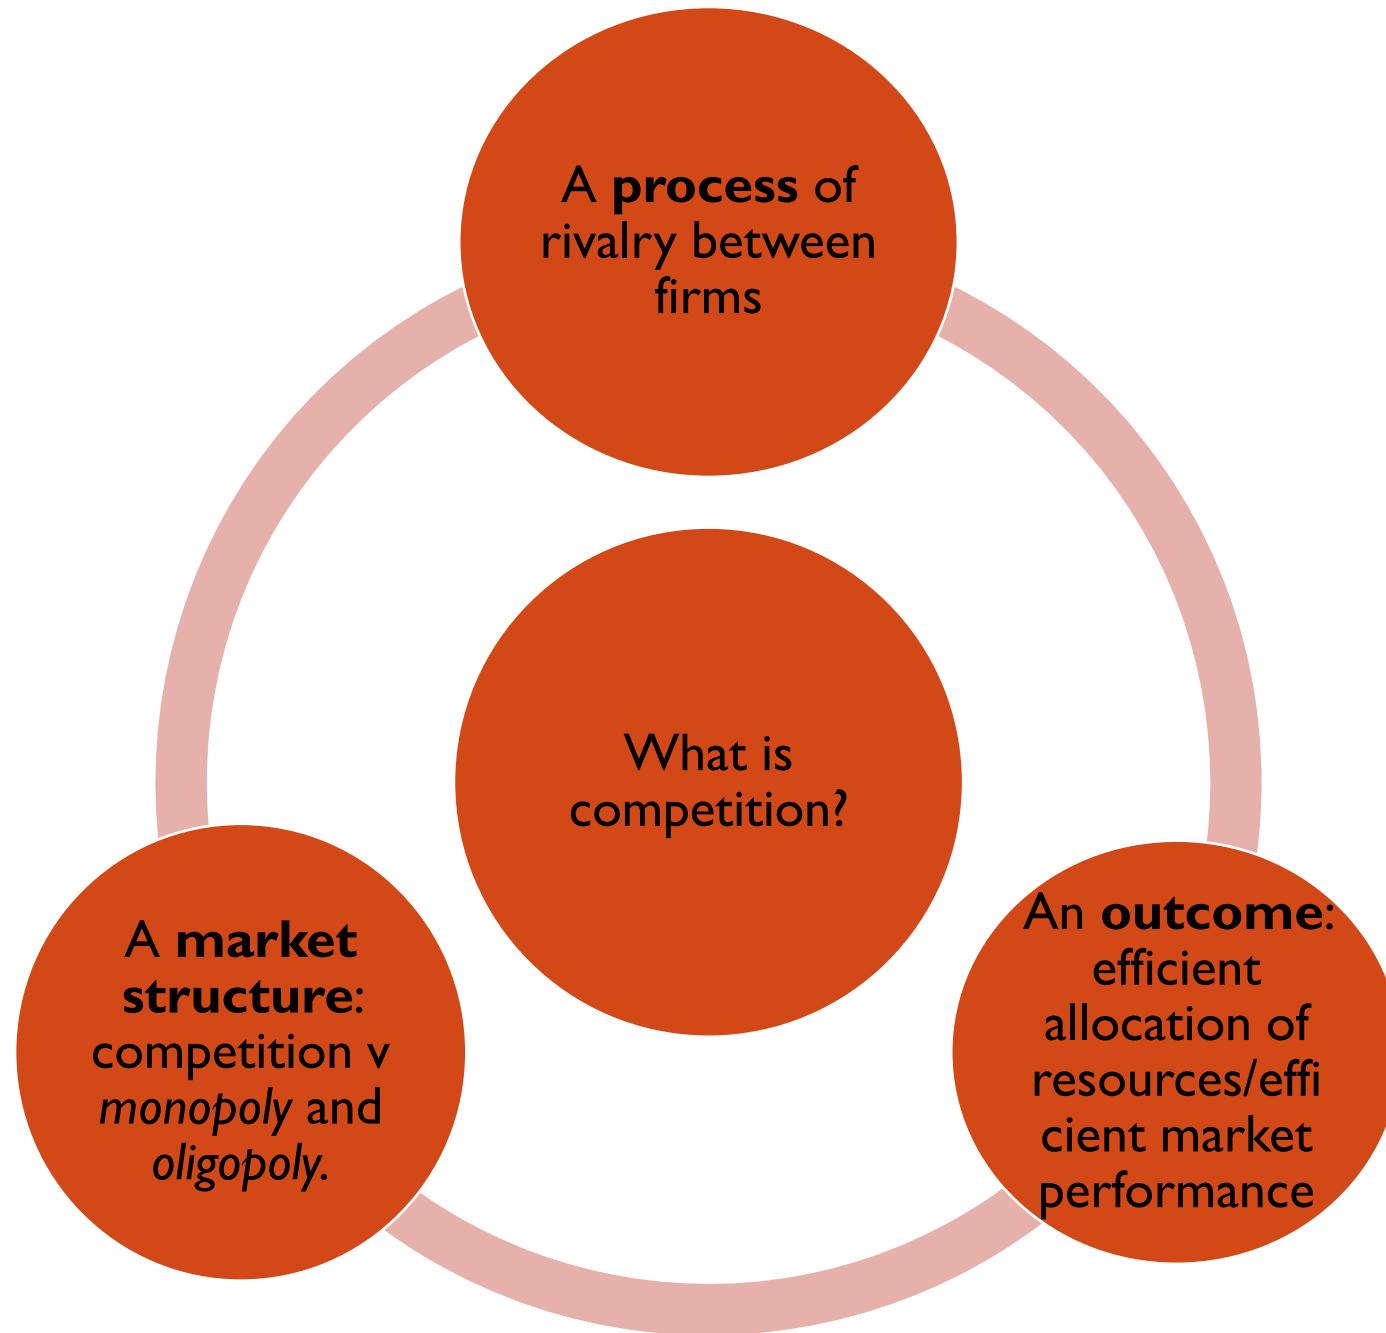 A process of
rivalry between
firms
What is
competition?
A market
structure:
competition v
monopoly and
oligopoly.
An outcome:
efficient
allocation of
resources/effi
cient market
performance